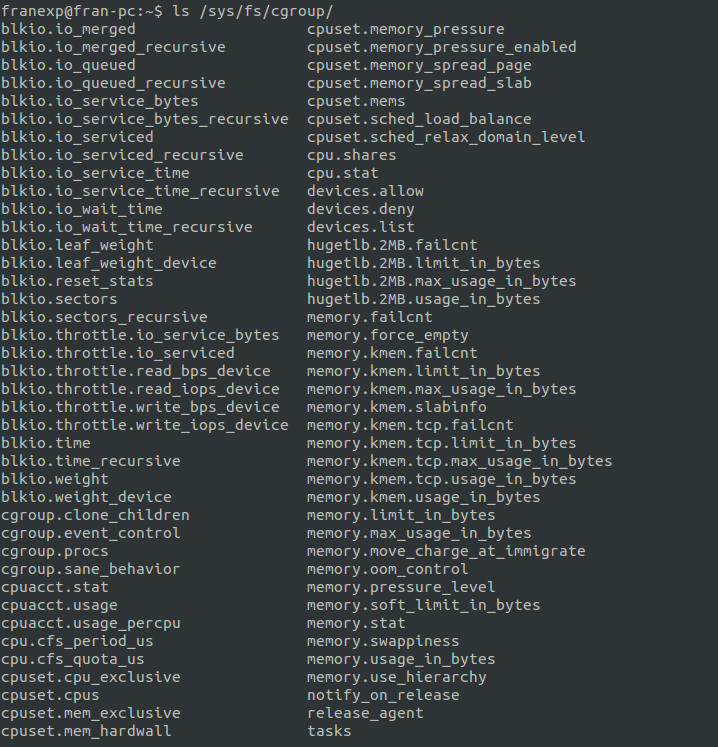 franexp@fran-pc:~$ ls /sys/fs/cgroup/
blkio.io_merged cpuset.memory_pressure
blkio.io_merged_recursive cpuset.memory_pressure_enabled
blkio.io_queued cpuset.memory_spread_page
blkio.io_queued_recursive cpuset.memory_spread_slab
blkio.io_service_bytes cpuset.mems
blkio.io_service_bytes_recursive cpuset.sched_load_balance
blkio.io_serviced cpuset.sched_relax_domain_level
blkio.io_serviced_recursive cpu.shares
blkio.io_service_time cpu.stat
blkio.io_service_time_recursive devices.allow
blkio.io_wait_time devices.deny
blkio.io_wait_time_recursive devices.list
blkio.leaf_weight hugetlb.2MB.failcnt
blkio.leaf_weight_device hugetlb.2MB.limit_in_bytes
blkio.reset_stats hugetlb.2MB.max_usage_in_bytes
blkio.sectors hugetlb.2MB.usage_in_bytes
blkio.sectors_recursive memory.failcnt
blkio.throttle.io_service_bytes memory.force_empty
blkio.throttle.io_serviced memory.kmem.failcnt
blkio.throttle.read_bps_device memory.kmem.limit_in_bytes
blkio.throttle.read_iops_device memory.kmem.max_usage_in_bytes
blkio.throttle.write_bps_device memory.kmem.slabinfo
blkio.throttle.write_iops_device memory.kmem.tcp.failcnt
blkio.time memory.kmem.tcp.limit_in_bytes
blkio.time_recursive memory.kmem.tcp.max_usage_in_bytes
blkio.weight memory.kmem.tcp.usage_in_bytes
blkio.weight_device memory.kmem.usage_in_bytes
cgroup.clone_children memory.limit_in_bytes
cgroup.event_control memory.max_usage_in_bytes
cgroup.procs memory.move_charge_at_immigrate
cgroup.sane_behavior memory.oom_control
cpuacct.stat memory.pressure_level
cpuacct.usage memory.soft_limit_in_bytes
cpuacct.usage_percpu memory.stat
cpu.cfs_period_us memory.swappiness
cpu.cfs_quota_us memory.usage_in_bytes
cpuset.cpu_exclusive memory.use_hierarchy
cpuset.cpus notify_on_release
cpuset.mem_exclusive release_agent
cpuset.mem_hardwall tasks